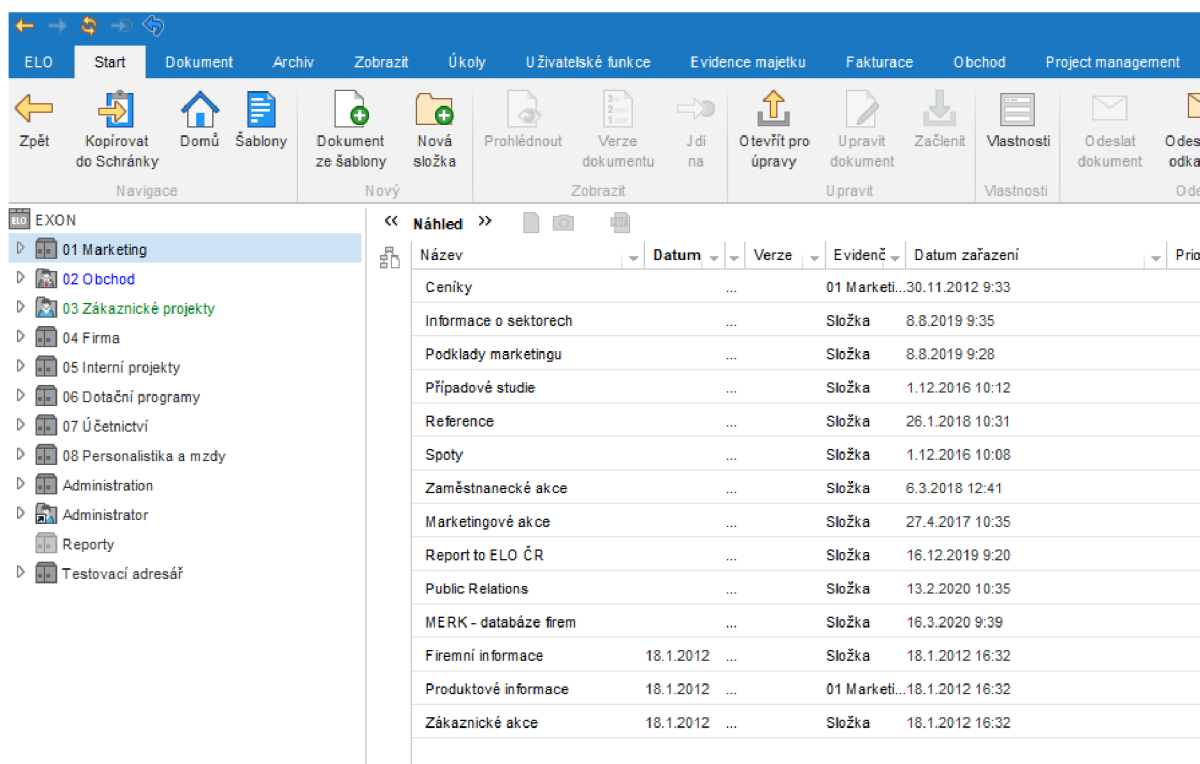 ELO Start Dokument Archiv Zobrazit Úkoly Uživatelské funkce Evidence majetku Fakturace Obchod Project management
Zpět Kopírovat Domů Šablony Dokument Nová Prohlédnout Verze Jdi Otevřít pro Upravit Začlenit Vlastnosti Odeslat
do Schránky ze šablony složka dokumentu na úpravy dokument dokument
Navigace Nový Zobrazit Upravit Vlastnosti
ELO EXON
01 Marketing
02 Obchod
03 Zákaznické projekty
04 Firma
05 Interní projekty
06 Dotační programy
07 Účetnictví
08 Personalistika a mzdy
Administration
Administrator
Reporty
Testovací adresář
« Náhled » PDF
Název Datum Verze Evidenč Datum zařazení
Ceníky ... 01 Marketi... 30.11.2012 9:33
Informace o sektorech ... Složka 8.8.2019 9:35
Podklady marketingu ... Složka 8.8.2019 9:28
Případové studie ... Složka 1.12.2016 10:12
Reference ... Složka 26.1.2018 10:31
Spoty ... Složka 1.12.2016 10:08
Zaměstnanecké akce ... Složka 6.3.2018 12:41
Marketingové akce ... Složka 27.4.2017 10:35
Report to ELO ČR ... Složka 16.12.2019 9:20
Public Relations ... Složka 13.2.2020 10:35
MERK - databáze firem ... Složka 16.3.2020 9:39
Firemní informace 18.1.2012 ... Složka 18.1.2012 16:32
Produktové informace 18.1.2012 ... 01 Marketi... 18.1.2012 16:32
Zákaznické akce 18.1.2012 ... Složka 18.1.2012 16:32